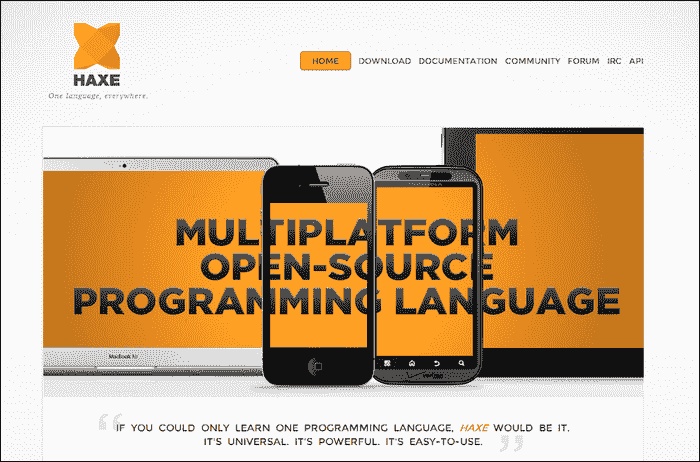 HAXE
One language, everywhere.
HOME DOWNLOAD DOCUMENTATION COMMUNITY FORUM IRC API
MULTIPLATFORM
OPEN-SOURCE
PROGRAMMING LANGUAGE
MacBook Air
verizon
“IF YOU COULD ONLY LEARN ONE PROGRAMMING LANGUAGE, HAXE WOULD BE IT,
IT'S UNIVERSAL. IT'S POWERFUL. IT'S EASY-TO-USE.”